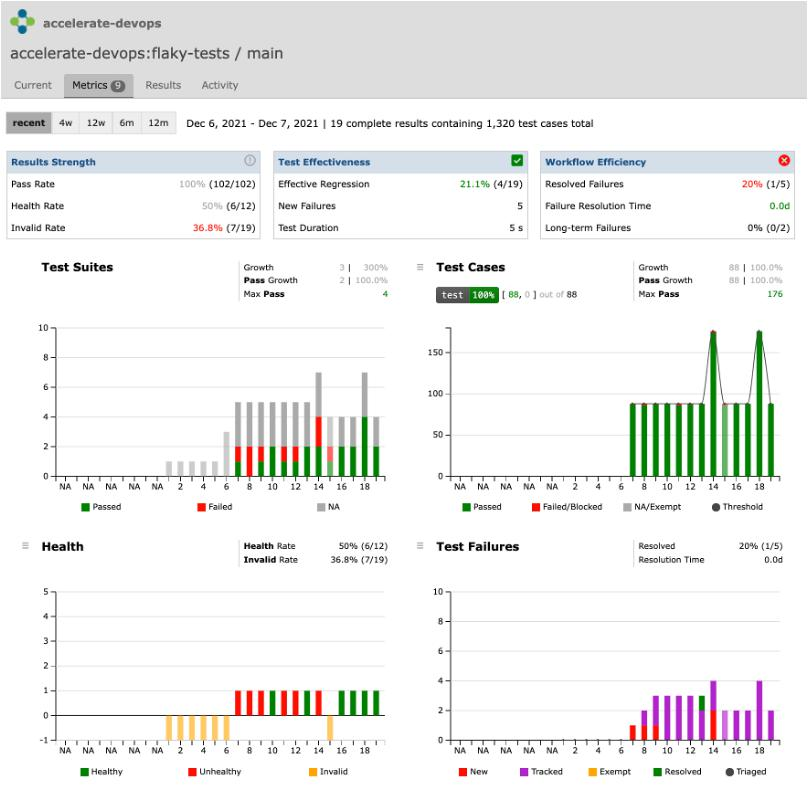 accelerate-devops
accelerate-devops:flaky-tests / main
Current Metrics 9 Results Activity
recent 4w 12w 6m 12m Dec 6, 2021 - Dec 7, 2021 | 19 complete results containing 1,320 test cases total
Results Strength
Pass Rate 100% (102/102)
Health Rate 50% (6/12)
Invalid Rate 36.8% (7/19)
Test Effectiveness
Effective Regression 21.1% (4/19)
New Failures 5
Test Duration 5 s
Workflow Efficiency
Resolved Failures 20% (1/5)
Failure Resolution Time 0.0d
Long-term Failures 0% (0/2)
Test Suites
Growth 3 | 300%
Pass Growth 2 | 100.0%
Max Pass 4
10
8
6
4
2
0
NA NA NA NA NA 2 4 6 8 10 12 14 16 18
Passed Failed NA
Test Cases
test 100% [ 88, 0 ] out of 88
Growth 88 | 100.0%
Pass Growth 88 | 100.0%
Max Pass 176
150
100
50
0
NA NA NA NA NA 2 4 6 8 10 12 14 16 18
Passed Failed/Blocked NA/Exempt Threshold
Health
Health Rate 50% (6/12)
Invalid Rate 36.8% (7/19)
5
4
3
2
1
0
-1
NA NA NA NA NA 2 4 6 8 10 12 14 16 18
Healthy Unhealthy Invalid
Test Failures
Resolved 20% (1/5)
Resolution Time 0.0d
10
8
6
4
2
0
NA NA NA NA NA 2 4 6 8 10 12 14 16 18
New Tracked Exempt Resolved Triaged